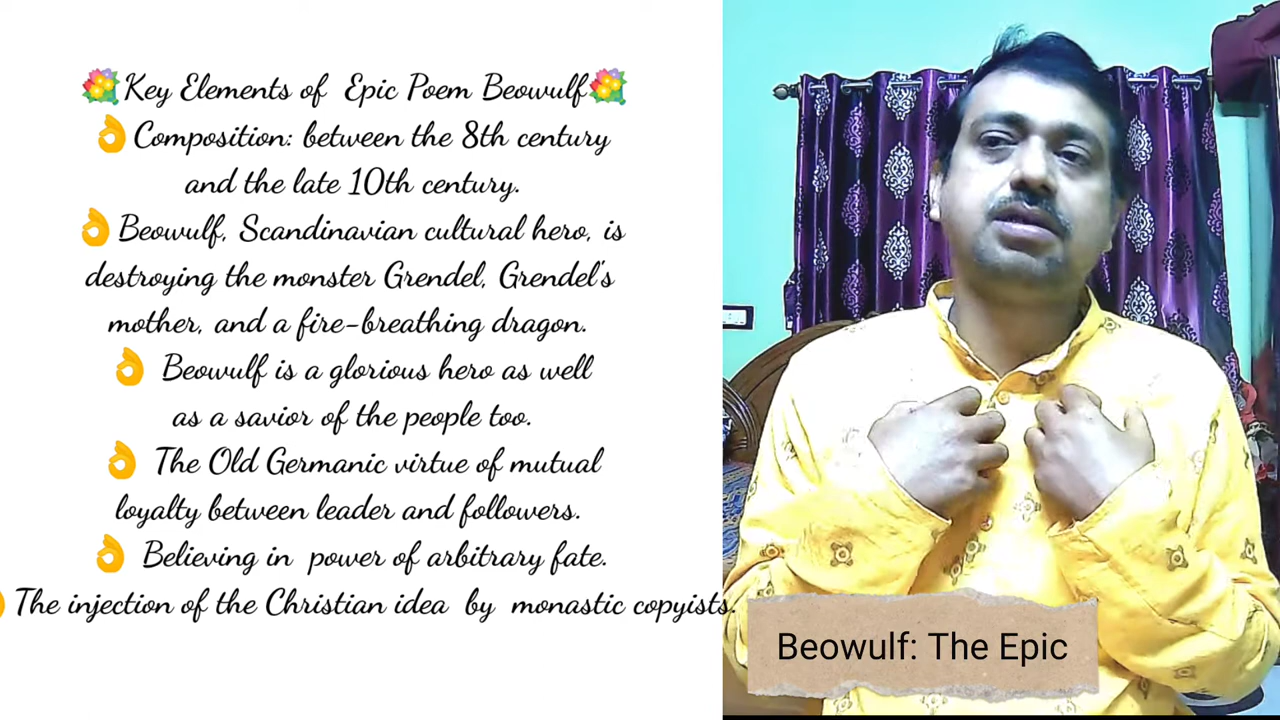 💐Key Elements of Epic Poem Beowulf💐
👌Composition: between the 8th century
and the late 10th century.
👌Beowulf, Scandinavian cultural hero, is
destroying the monster Grendel, Grendel's
mother, and a fire-breathing dragon.
👌 Beowulf is a glorious hero as well
as a savior of the people too.
👌 The Old Germanic virtue of mutual
loyalty between leader and followers.
👌 Believing in power of arbitrary fate.
👌 The injection of the Christian idea by monastic copyists.
Beowulf: The Epic